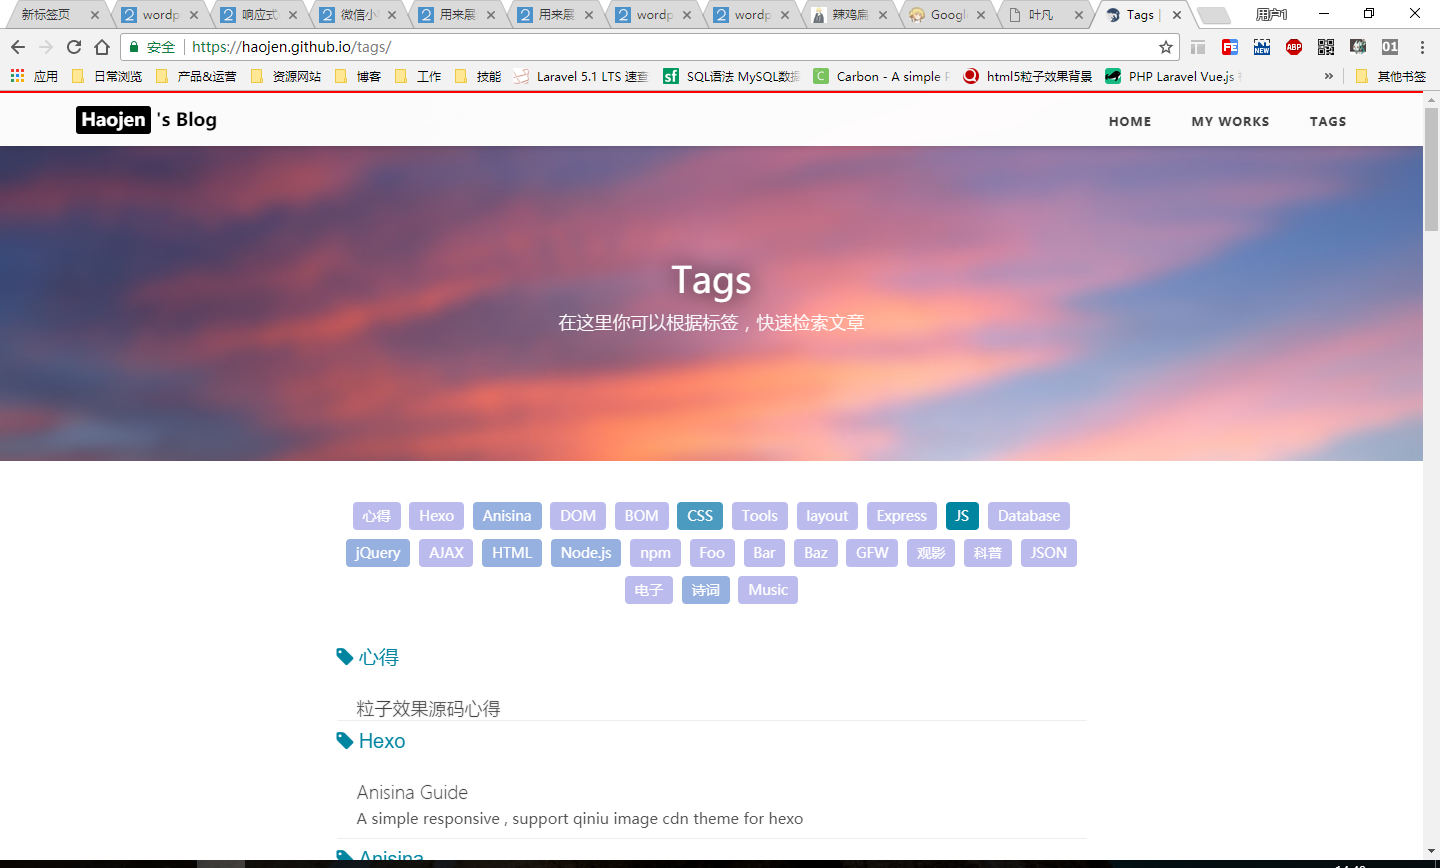 新标签页
wordp
响应式
微信小
用来展
用来展
wordp
wordp
辣鸡扁
Googl
叶凡
Tags |
用户1
安全 https://haojen.github.io/tags/
应用 日常浏览 产品&运营 资源网站 博客 工作 技能 Laravel 5.1 LTS 速查 SQL语法 MySQL数据 Carbon - A simple P html5粒子效果背景 PHP Laravel Vue.js » 其他书签
Haojen 's Blog
HOME MY WORKS TAGS
Tags
在这里你可以根据标签，快速检索文章
心得 Hexo Anisina DOM BOM CSS Tools layout Express JS Database
jQuery AJAX HTML Node.js npm Foo Bar Baz GFW 观影 科普 JSON
电子 诗词 Music
心得
粒子效果源码心得
Hexo
Anisina Guide
A simple responsive , support qiniu image cdn theme for hexo
Anisina